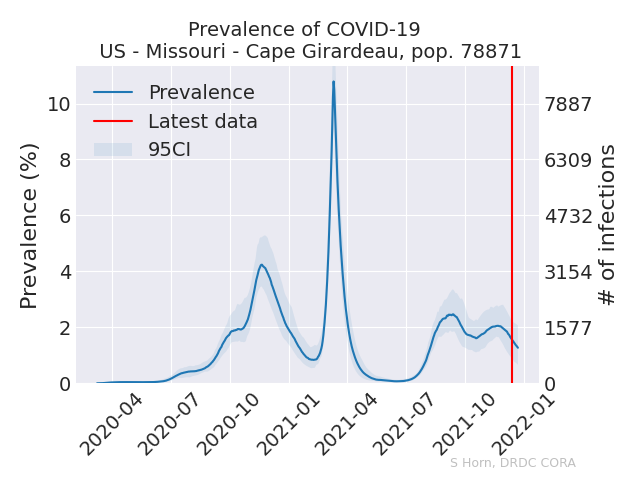 Prevalence of COVID-19
US - Missouri - Cape Girardeau, pop. 78871
Prevalence
Latest data
95CI
Prevalence (%)
10
8
6
4
2
0
7887
6309
4732
3154
1577
0
# of infections
2020-04
2020-07
2020-10
2021-01
2021-04
2021-07
2021-10
2022-01
S Horn, DRDC CORA